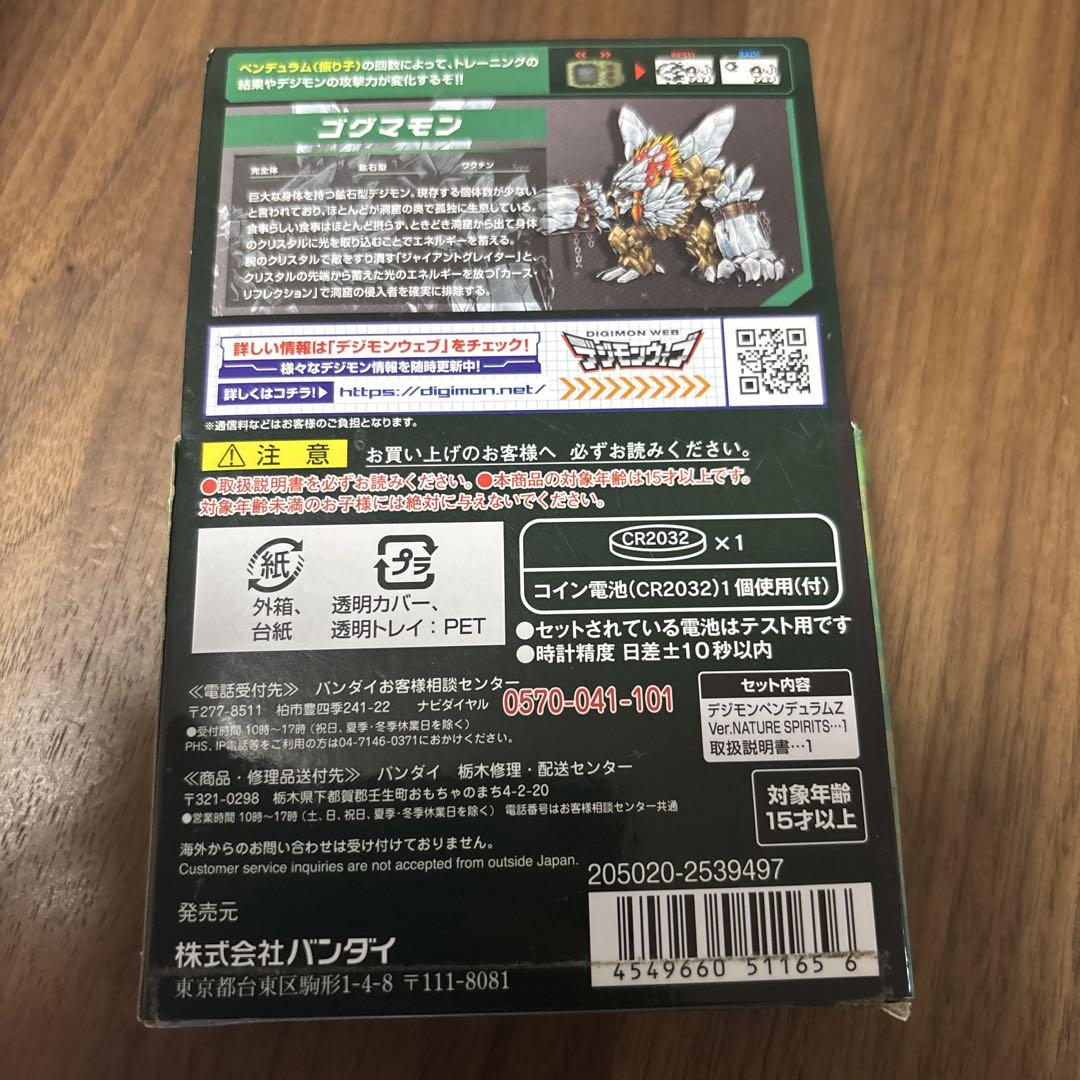 ペンデュラム(振り子)の回数によって、トレーニングの
結果やデジモンの攻撃力が変化するぞ!!
ゴグマモン
完全体 鉱石型 ワクチン
巨大な身体を持つ鉱石型デジモン。現存する個体数が少ない
と言われており、ほとんどが洞窟の奥で孤独に生息している。
食事らしい食事はほとんど摂らず、ときどき洞窟から出て身体
のクリスタルに光を取り込むことでエネルギーを蓄える。
腕のクリスタルで敵をすり潰す「ジャイアントグレイター」と、
クリスタルの先端から蓄えた光のエネルギーを放つ「カース・
リフレクション」で洞窟の侵入者を確実に排除する。
詳しい情報は「デジモンウェブ」をチェック!
様々なデジモン情報を随時更新中!
詳しくはコチラ!▶ https://digimon.net/
DIGIMON WEB
デジモンウェブ
※通信料などはお客様のご負担となります。
⚠注意 お買い上げのお客様へ 必ずお読みください。
●取扱説明書を必ずお読みください。●本商品の対象年齢は15才以上です。
対象年齢未満のお子様には絶対に与えないでください。
紙
外箱、
台紙
プラ
透明カバー、
透明トレイ:PET
CR2032 ×1
コイン電池(CR2032)1個使用(付)
●セットされている電池はテスト用です
●時計精度 日差±10秒以内
≪電話受付先≫ バンダイお客様相談センター
〒277-8511 柏市豊四季241-22 ナビダイヤル 0570-041-101
●受付時間 10時〜17時(祝日、夏季・冬季休業日を除く)
PHS、IP電話等をご利用の方は04-7146-0371におかけください。
セット内容
デジモンペンデュラムZ
Ver.NATURE SPIRITS…1
取扱説明書…1
≪商品・修理品送付先≫ バンダイ 栃木修理・配送センター
〒321-0298 栃木県下都賀郡壬生町おもちゃのまち4-2-20
●営業時間 10時〜17時(土、日、祝日、夏季・冬季休業日を除く) 電話番号はお客様相談センター共通
対象年齢
15才以上
海外からのお問い合わせは受け付けておりません。
Customer service inquiries are not accepted from outside Japan.
205020-2539497
発売元
株式会社バンダイ
東京都台東区駒形1-4-8 〒111-8081
4549660 51165 6